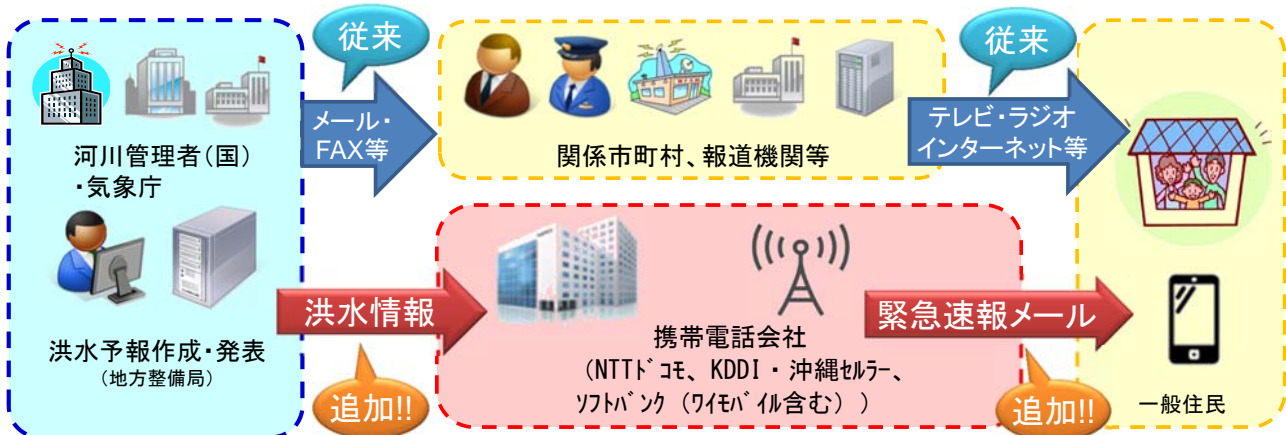 従来
従来
メール・
FAX等
テレビ・ラジオ
インターネット等
河川管理者(国)
・気象庁
関係市町村、報道機関等
洪水情報
緊急速報メール
洪水予報作成・発表
(地方整備局)
携帯電話会社
(NTTﾄﾞｺﾓ、KDDI・沖縄ｾﾙﾗｰ、
ｿﾌﾄﾊﾞﾝｸ(ﾜｲﾓﾊﾞｲﾙ含む))
追加!!
追加!!
一般住民